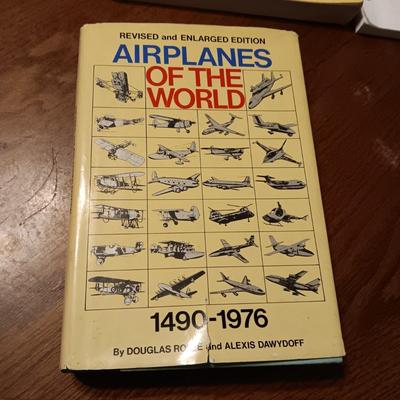 REVISED and ENLARGED EDITION
AIRPLANES
OF THE
WORLD
1490-1976
By DOUGLAS and ALEXIS DAWYDOFF